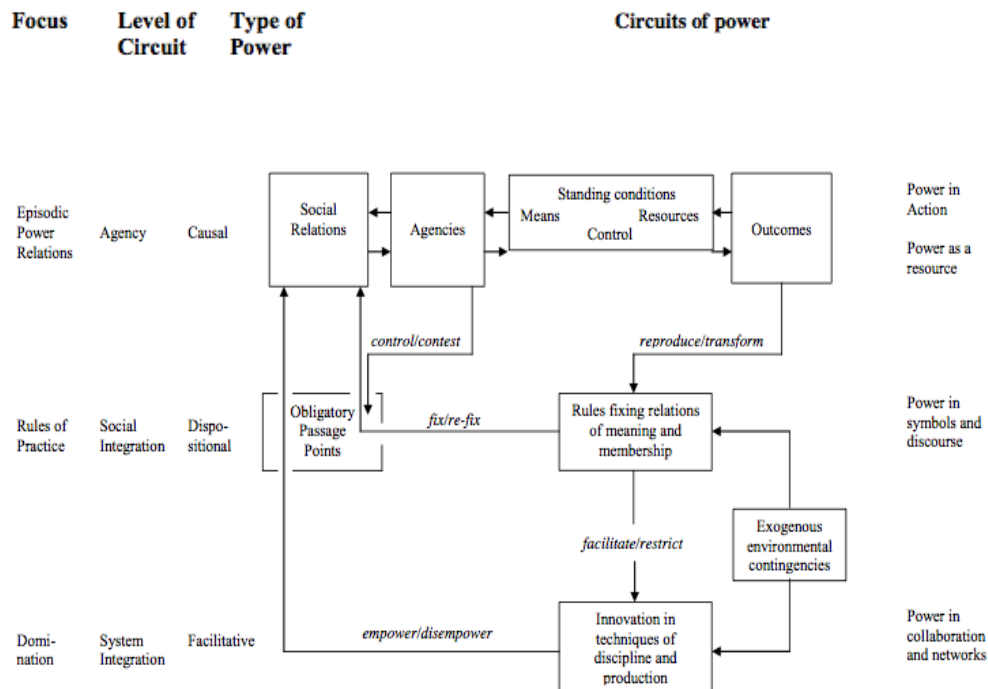 Focus
Level of
Circuit
Type of
Power
Circuits of power
Episodic
Power
Relations
Agency
Causal
Social
Relations
Agencies
Standing conditions
Means Resources
Control
Outcomes
Power in
Action
Power as a
resource
control/contest
reproduce/transform
Rules of
Practice
Social
Integration
Dispo-
sitional
Obligatory
Passage
Points
fix/re-fix
Rules fixing relations
of meaning and
membership
Power in
symbols and
discourse
facilitate/restrict
Exogenous
environmental
contingencies
Domi-
nation
System
Integration
Facilitative
empower/disempower
Innovation in
techniques of
discipline and
production
Power in
collaboration
and networks